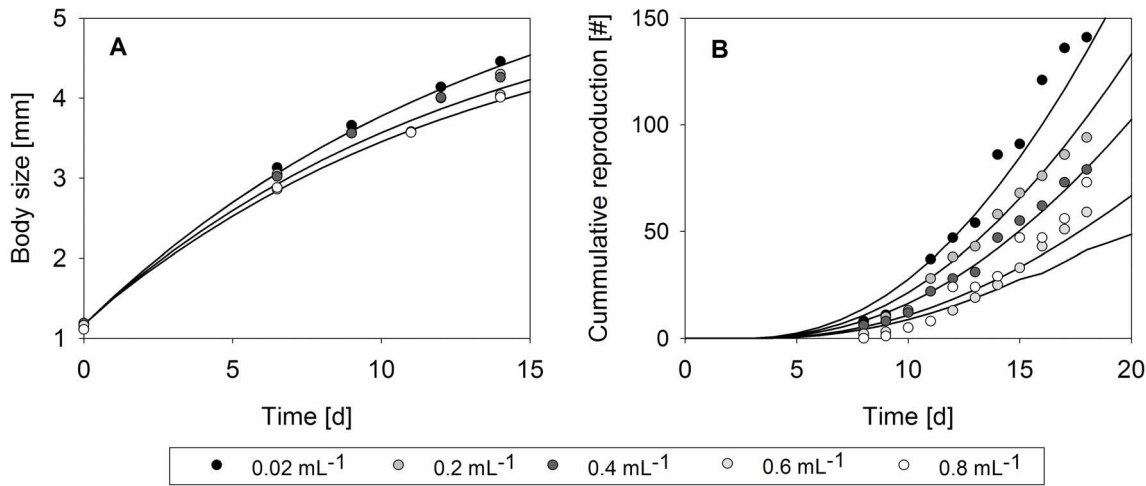 A
Body size [mm]
5
4
3
2
1
0 5 10 15
Time [d]
B
Cummulative reproduction [#]
150
100
50
0
0 5 10 15 20
Time [d]
0.02 mL⁻¹ 0.2 mL⁻¹ 0.4 mL⁻¹ 0.6 mL⁻¹ 0.8 mL⁻¹